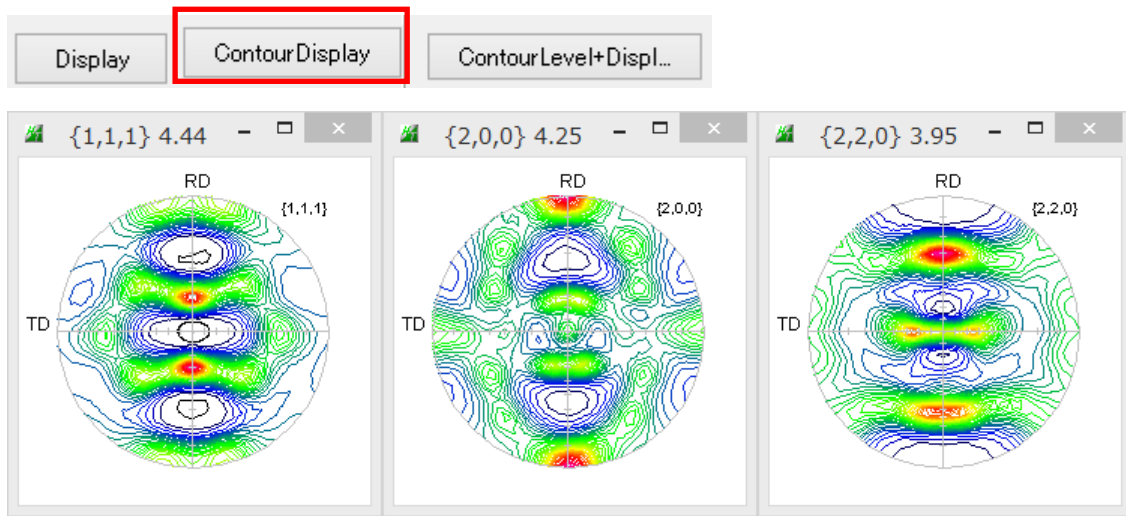 Display ContourDisplay ContourLevel+Displ...
{1,1,1} 4.44 {2,0,0} 4.25 {2,2,0} 3.95
RD RD RD
{1,1,1} {2,0,0} {2,2,0}
TD TD TD